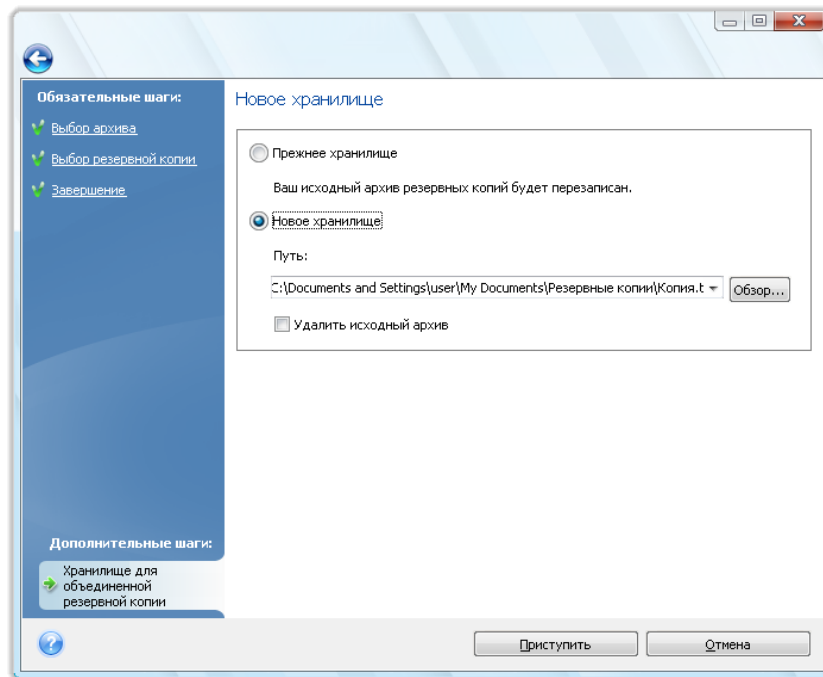 Обязательные шаги:
Выбор архива
Выбор резервной копии
Завершение
Новое хранилище
Прежнее хранилище
Ваш исходный архив резервных копий будет перезаписан.
Новое хранилище
Путь:
C:\Documents and Settings\user\My Documents\Резервные копии\Копия.t
Обзор...
Удалить исходный архив
Дополнительные шаги:
Хранилище для
объединенной
резервной копии
?
Приступить
Отмена